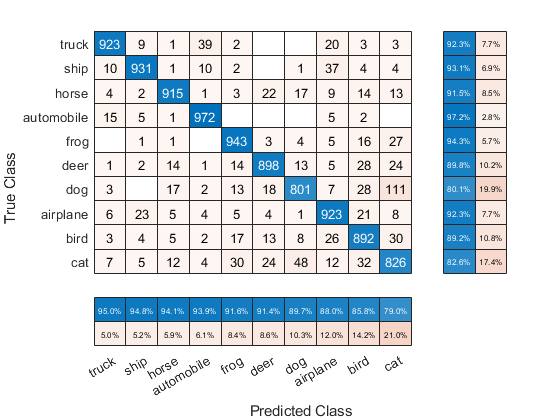 truck 923 9 1 39 2 20 3 3 92.3% 7.7%
ship 10 931 1 10 2 1 37 4 4 93.1% 6.9%
horse 4 2 915 1 3 22 17 9 14 13 91.5% 8.5%
automobile 15 5 1 972 5 2 97.2% 2.8%
frog 1 1 943 3 4 5 16 27 94.3% 5.7%
deer 1 2 14 1 14 898 13 5 28 24 89.8% 10.2%
dog 3 17 2 13 18 801 7 28 111 80.1% 19.9%
airplane 6 23 5 4 5 4 1 923 21 8 92.3% 7.7%
bird 3 4 5 2 17 13 8 26 892 30 89.2% 10.8%
cat 7 5 12 4 30 24 48 12 32 826 82.6% 17.4%
True Class
95.0% 94.8% 94.1% 93.9% 91.6% 91.4% 89.7% 88.0% 85.8% 79.0%
5.0% 5.2% 5.9% 6.1% 8.4% 8.6% 10.3% 12.0% 14.2% 21.0%
truck ship horse automobile frog deer dog airplane bird cat
Predicted Class